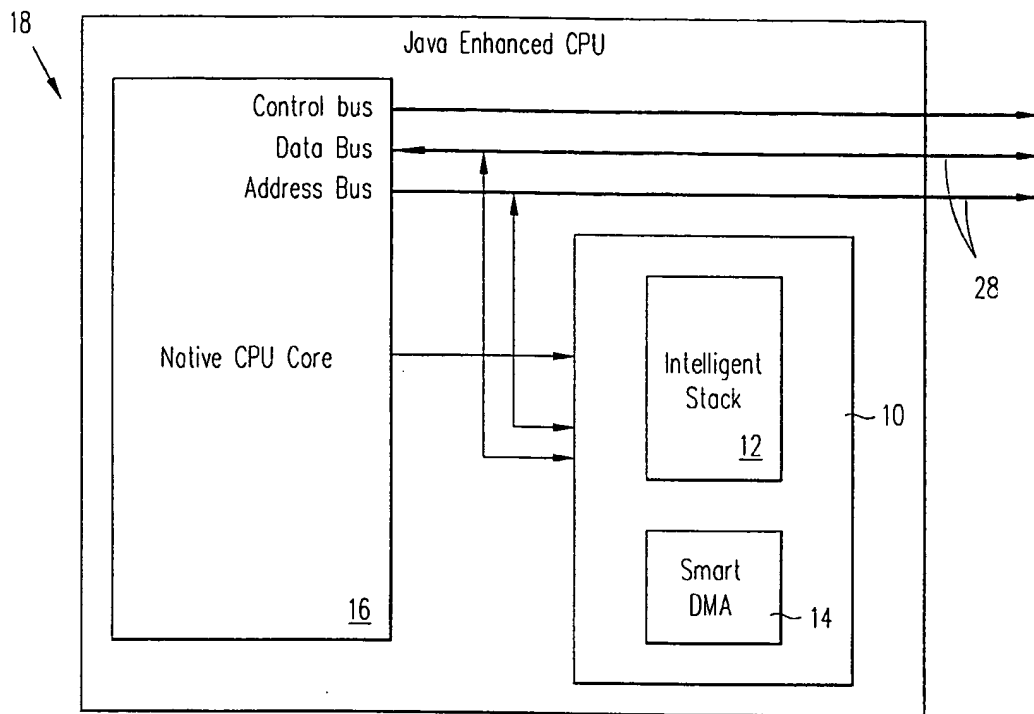 18
Java Enhanced CPU
Control bus
Data Bus
Address Bus
28
Native CPU Core
Intelligent
Stack
12
10
Smart
DMA
14
16